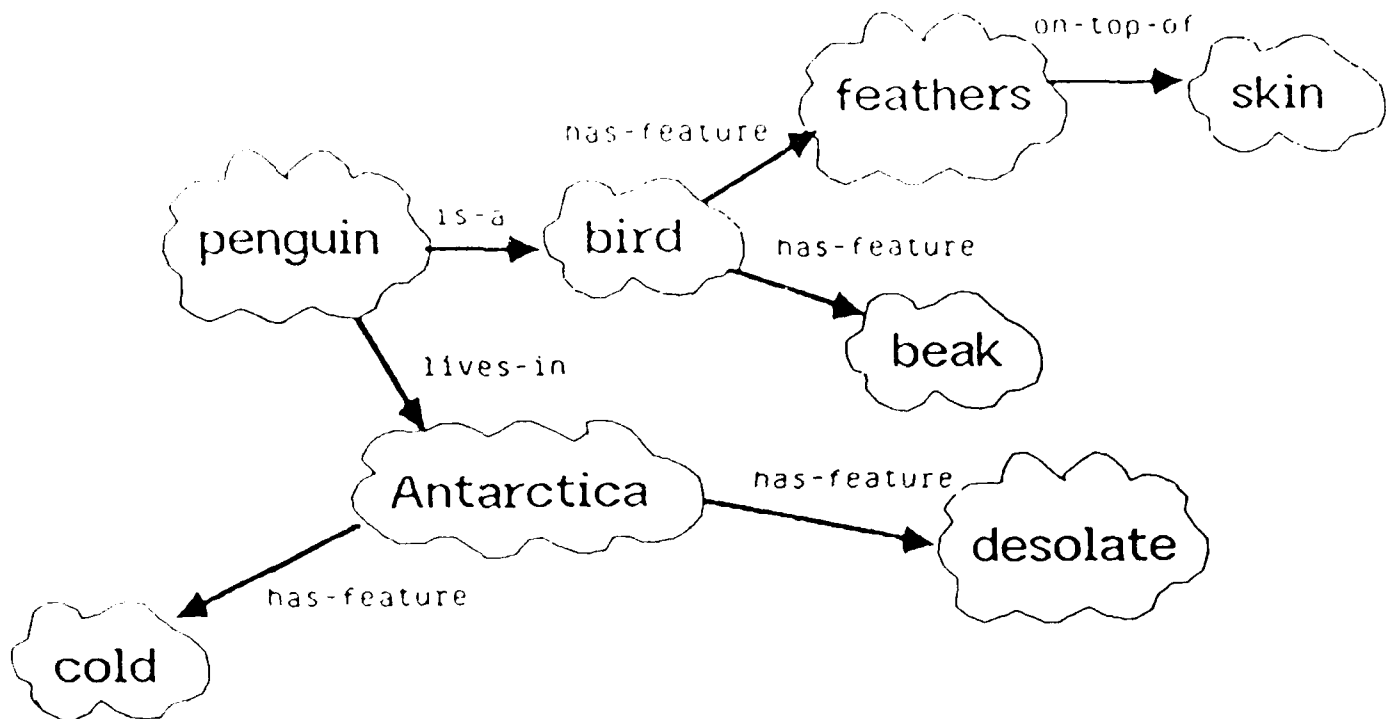 on-top-of
feathers
skin
has-feature
penguin
is-a
bird
has-feature
beak
lives-in
Antarctica
has-feature
desolate
has-feature
cold